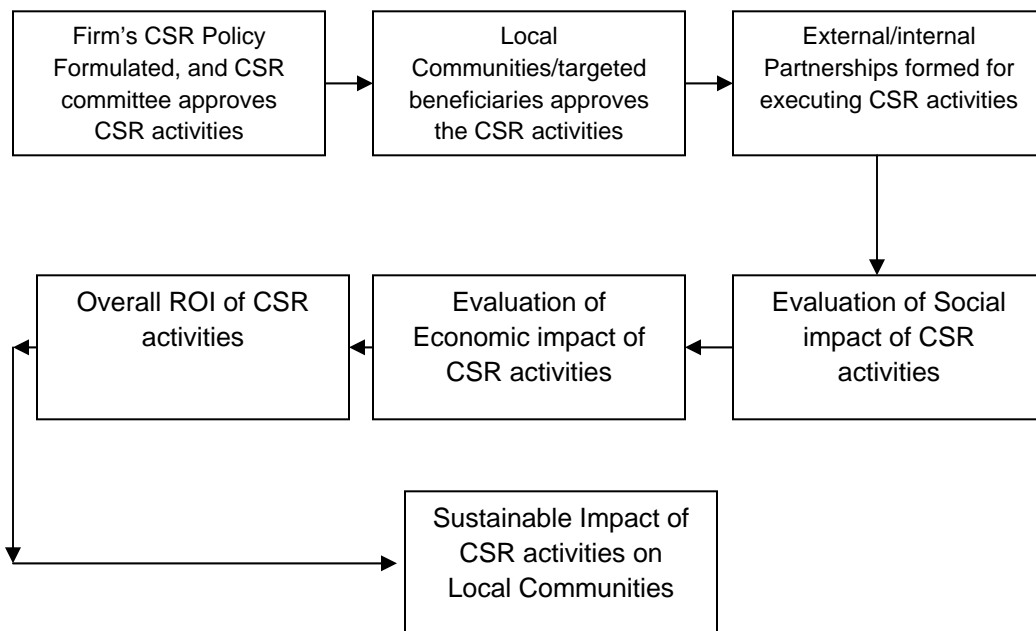 Firm's CSR Policy
Formulated, and CSR
committee approves
CSR activities
Local
Communities/targeted
beneficiaries approves
the CSR activities
External/internal
Partnerships formed for
executing CSR activities
Evaluation of Social
impact of CSR
activities
Evaluation of
Economic impact of
CSR activities
Overall ROI of CSR
activities
Sustainable Impact of
CSR activities on
Local Communities